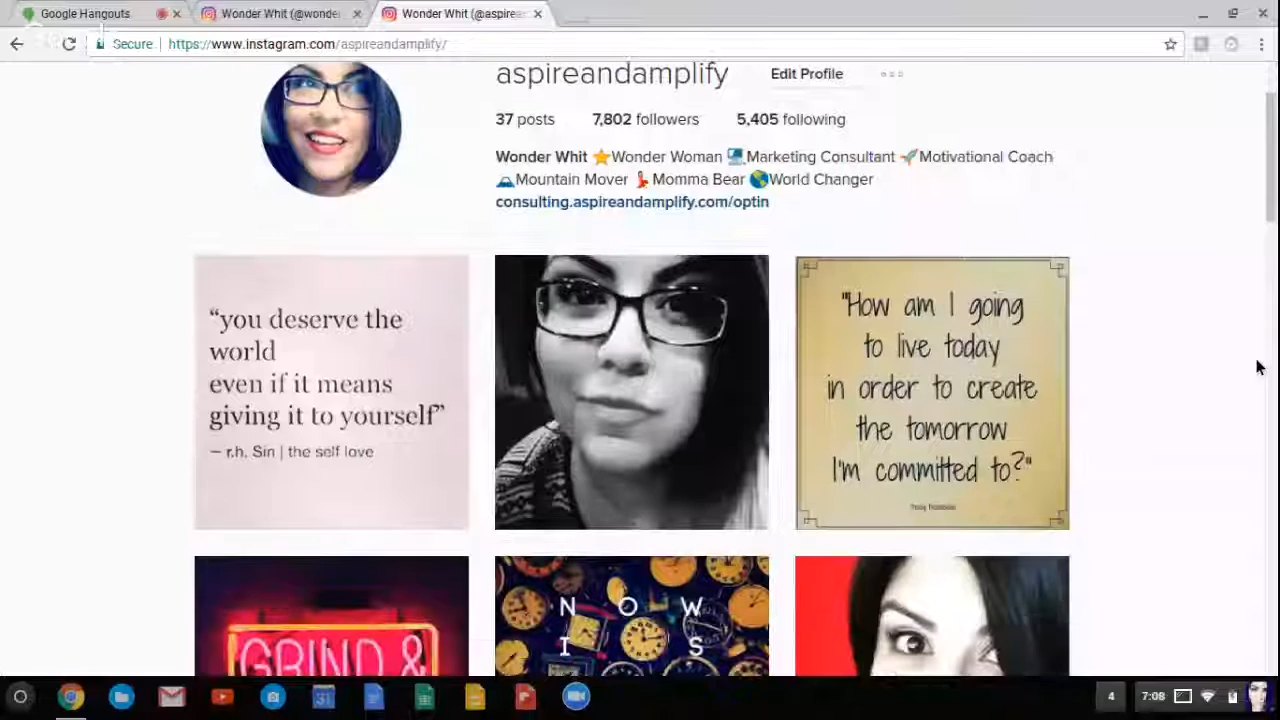 Google Hangouts
Wonder Whit (@wonde
Wonder Whit (@aspirea
Secure
https://www.instagram.com/aspireandamplify/
aspireandamplify
Edit Profile
37 posts 7,802 followers 5,405 following
Wonder Whit ⭐Wonder Woman 🖥Marketing Consultant 🚀Motivational Coach
🗻Mountain Mover 💃Momma Bear 🌎World Changer
consulting.aspireandamplify.com/optin
“you deserve the
world
even if it means
giving it to yourself”
— r.h. Sin | the self love
"How am I going
to live today
in order to create
the tomorrow
I'm committed to?"
GRIND &
NOW
IS
31
4
7:08